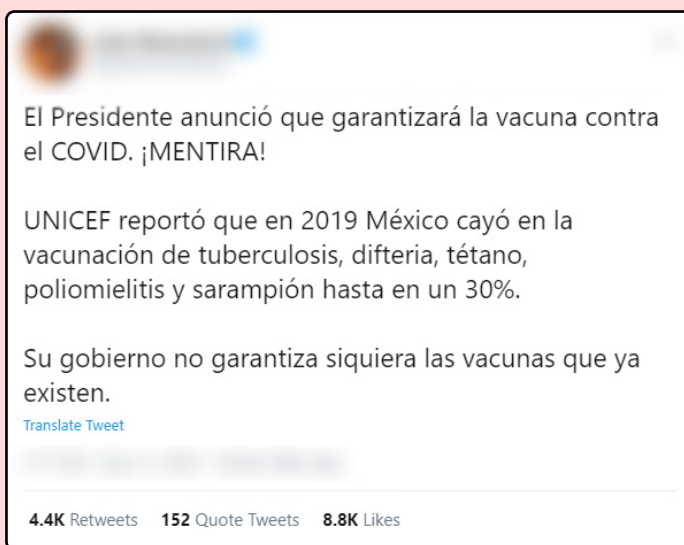 El Presidente anunció que garantizará la vacuna contra
el COVID. ¡MENTIRA!
UNICEF reportó que en 2019 México cayó en la
vacunación de tuberculosis, difteria, tétano,
poliomielitis y sarampión hasta en un 30%.
Su gobierno no garantiza siquiera las vacunas que ya
existen.
Translate Tweet
4.4K Retweets 152 Quote Tweets 8.8K Likes